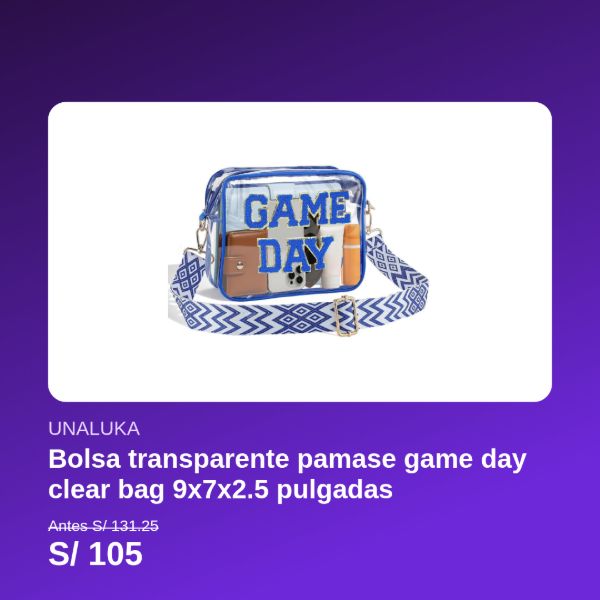 GAME
DAY
UNALUKA
Bolsa transparente pamase game day
clear bag 9x7x2.5 pulgadas
Antes S/ 131.25
S/ 105